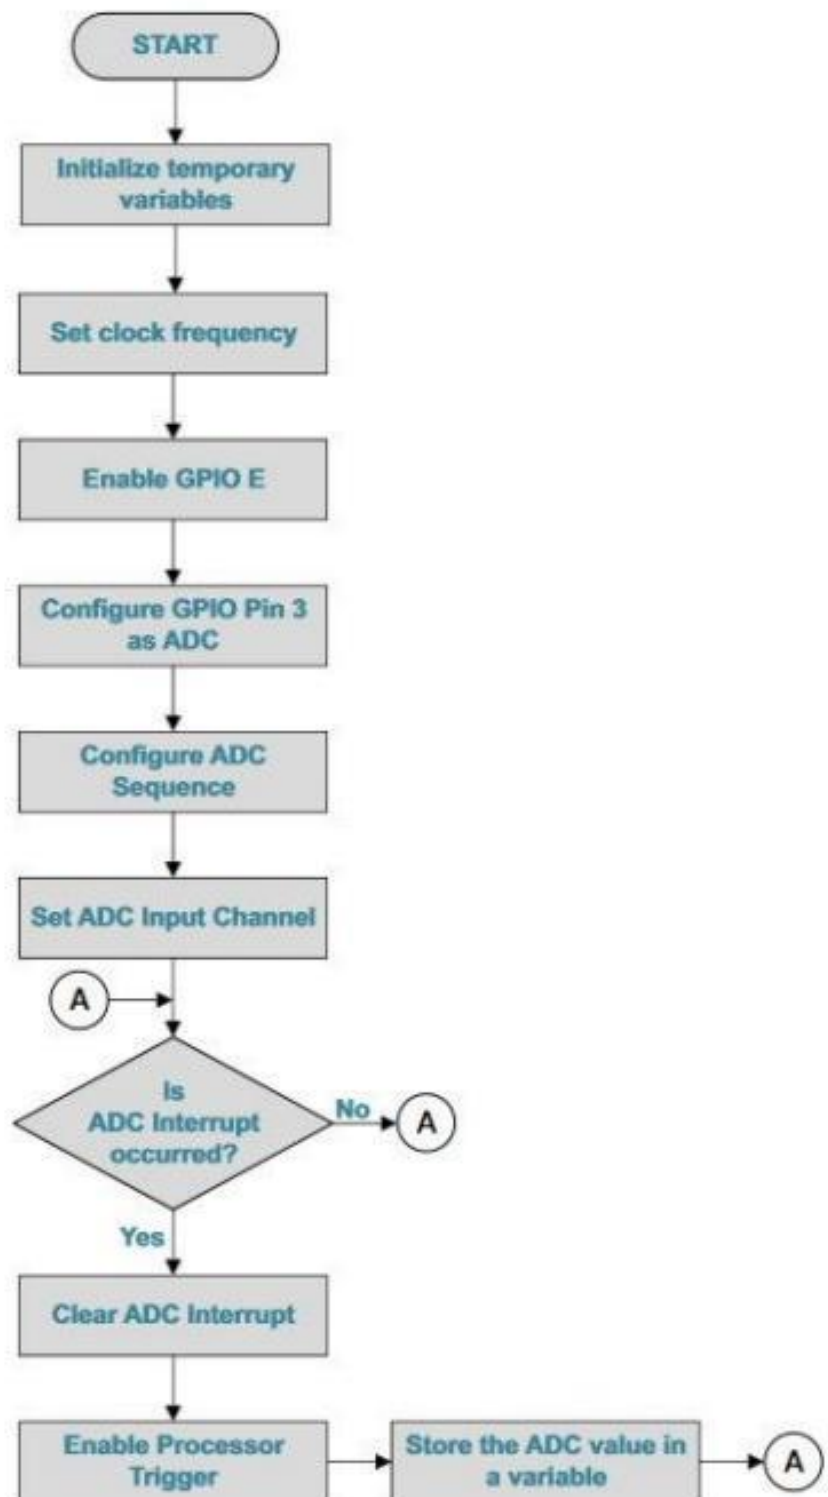 START
Initialize temporary
variables
Set clock frequency
Enable GPIO E
Configure GPIO Pin 3
as ADC
Configure ADC
Sequence
Set ADC Input Channel
A
Is
ADC Interrupt
occurred?
No
A
Yes
Clear ADC Interrupt
Enable Processor
Trigger
Store the ADC value in
a variable
A